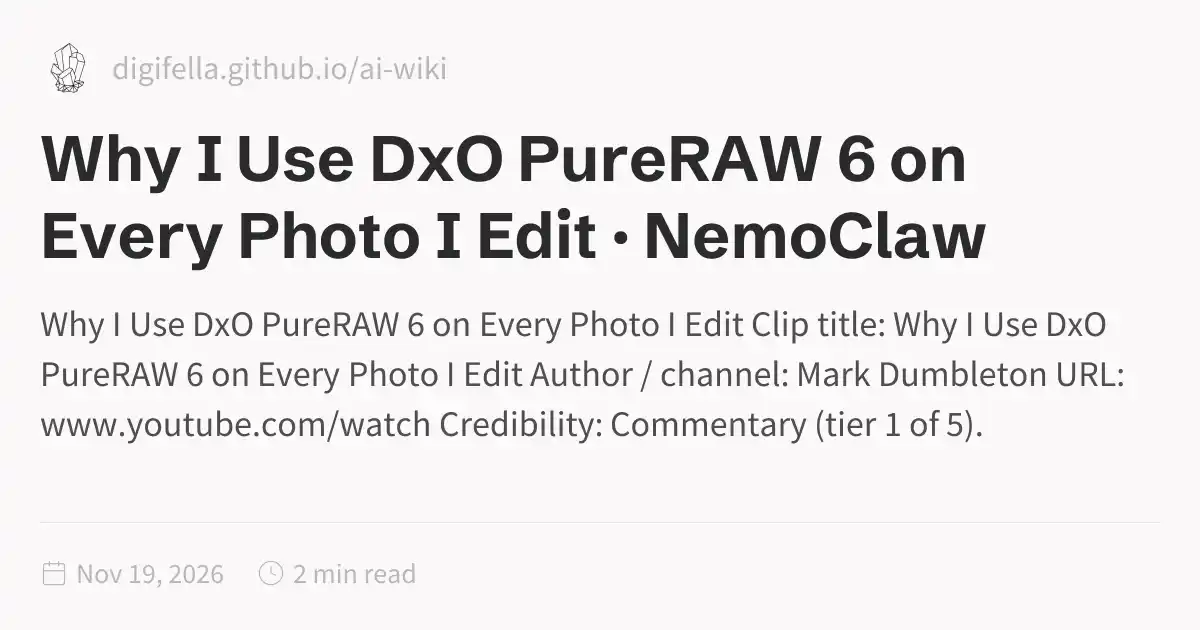 digifella.github.io/ai-wiki
Why I Use DxO PureRAW 6 on
Every Photo I Edit · NemoClaw
Why I Use DxO PureRAW 6 on Every Photo I Edit Clip title: Why I Use DxO
PureRAW 6 on Every Photo I Edit Author / channel: Mark Dumbleton URL:
www.youtube.com/watch Credibility: Commentary (tier 1 of 5).
Nov 19, 2026
2 min read